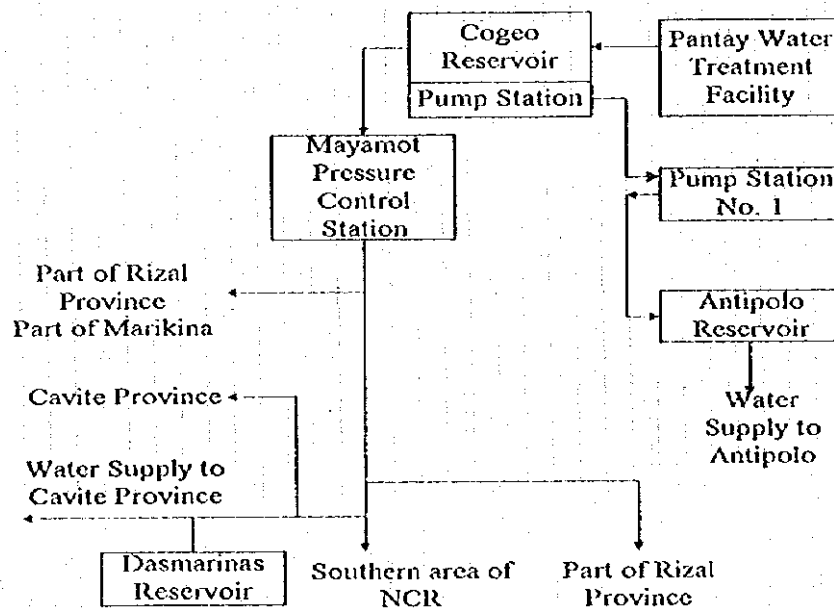 Cogeo
Reservoir
Pump Station
Pantay Water
Treatment
Facility
Mayamot
Pressure
Control
Station
Pump Station
No. 1
Part of Rizal
Province
Part of Marikina
Antipolo
Reservoir
Cavite Province
Water
Supply to
Antipolo
Water Supply to
Cavite Province
Dasmarinas
Reservoir
Southern area of
NCR
Part of Rizal
Province